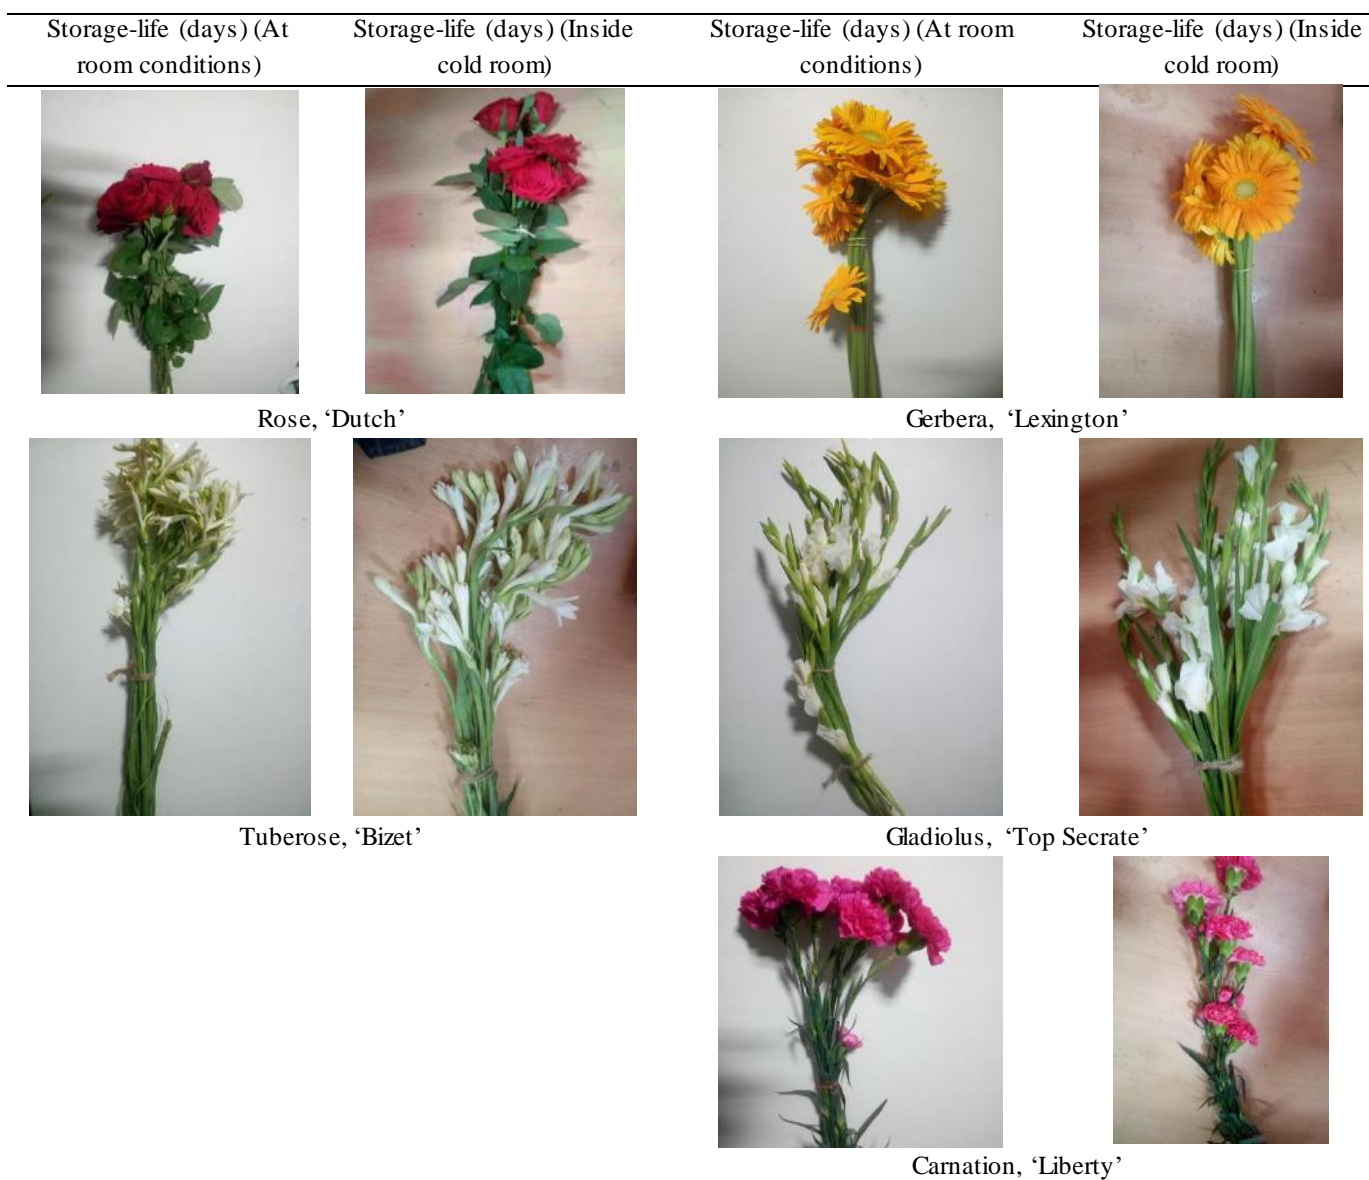 Storage-life (days) (At
room conditions)
Storage-life (days) (Inside
cold room)
Storage-life (days) (At room
conditions)
Storage-life (days) (Inside
cold room)
Rose, ‘Dutch’
Gerbera, ‘Lexington’
Tuberose, ‘Bizet’
Gladiolus, ‘Top Secrate’
Carnation, ‘Liberty’